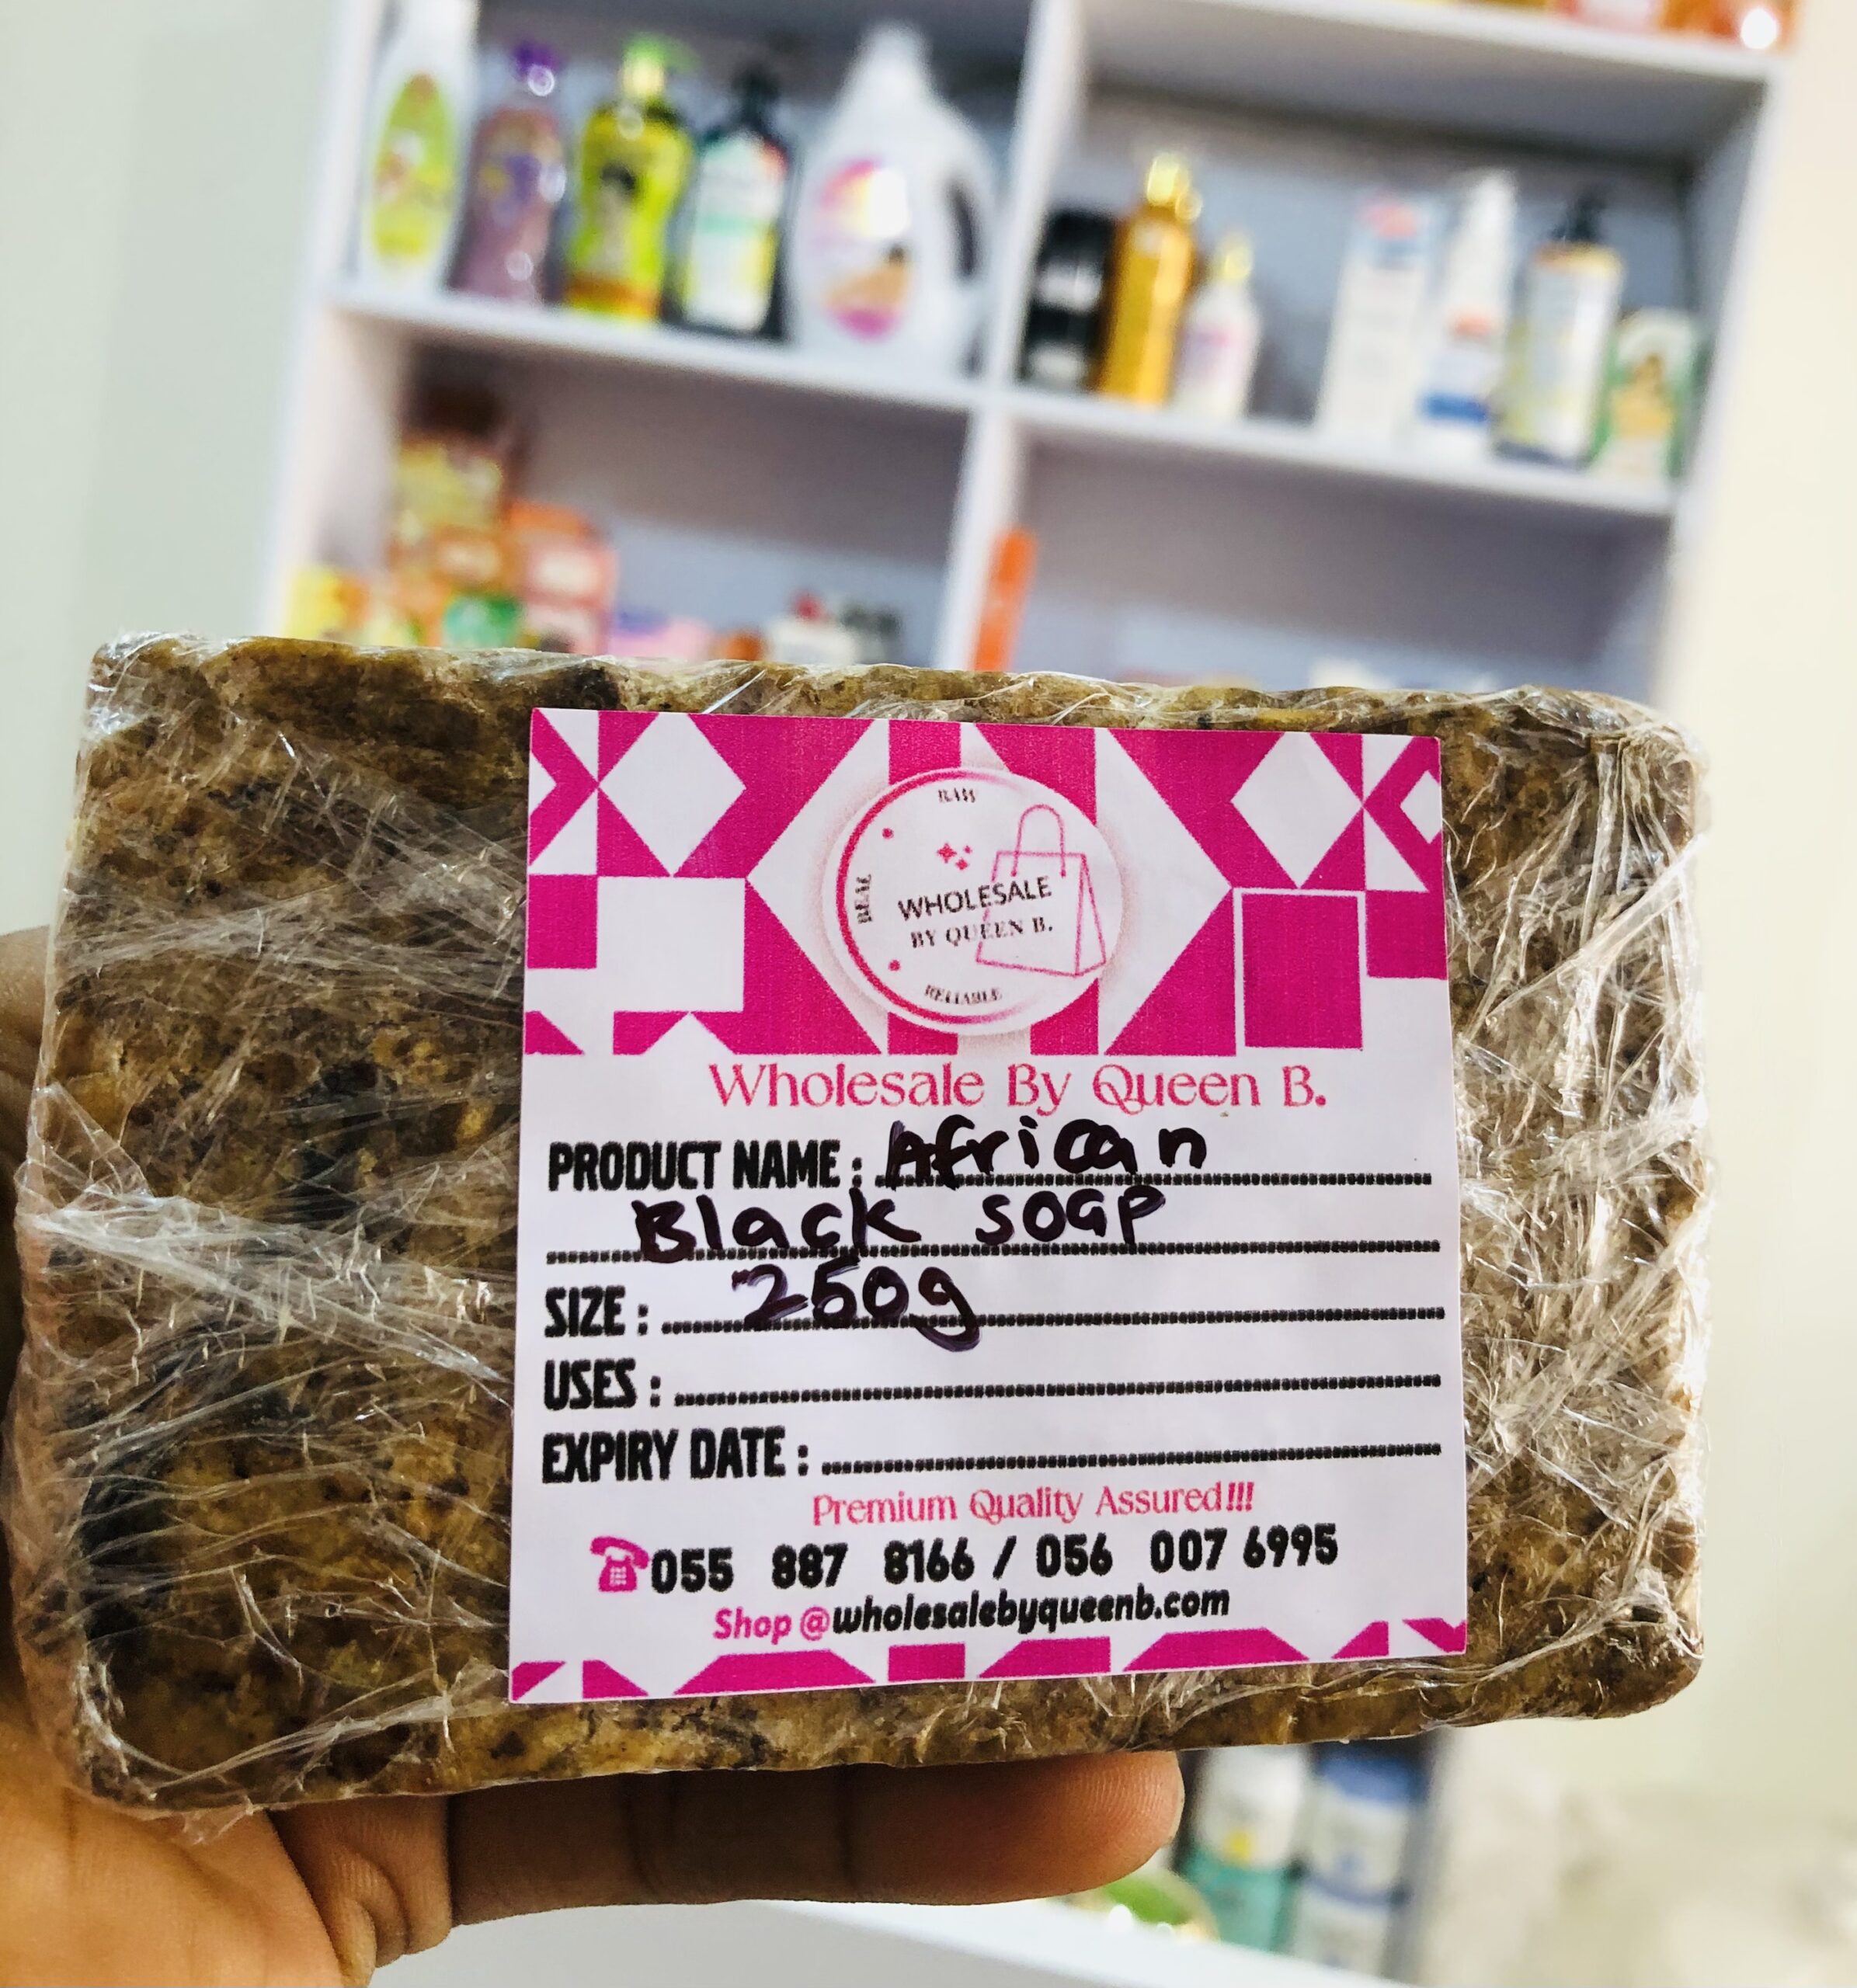 RAW
REAL
WHOLESALE
BY QUEEN B.
RELIABLE
Wholesale By Queen B.
PRODUCT NAME: African
Black soap
SIZE: 250g
USES:
EXPIRY DATE:
Premium Quality Assured!!!
055 887 8166 / 056 007 6995
Shop @wholesalebyqueenb.com